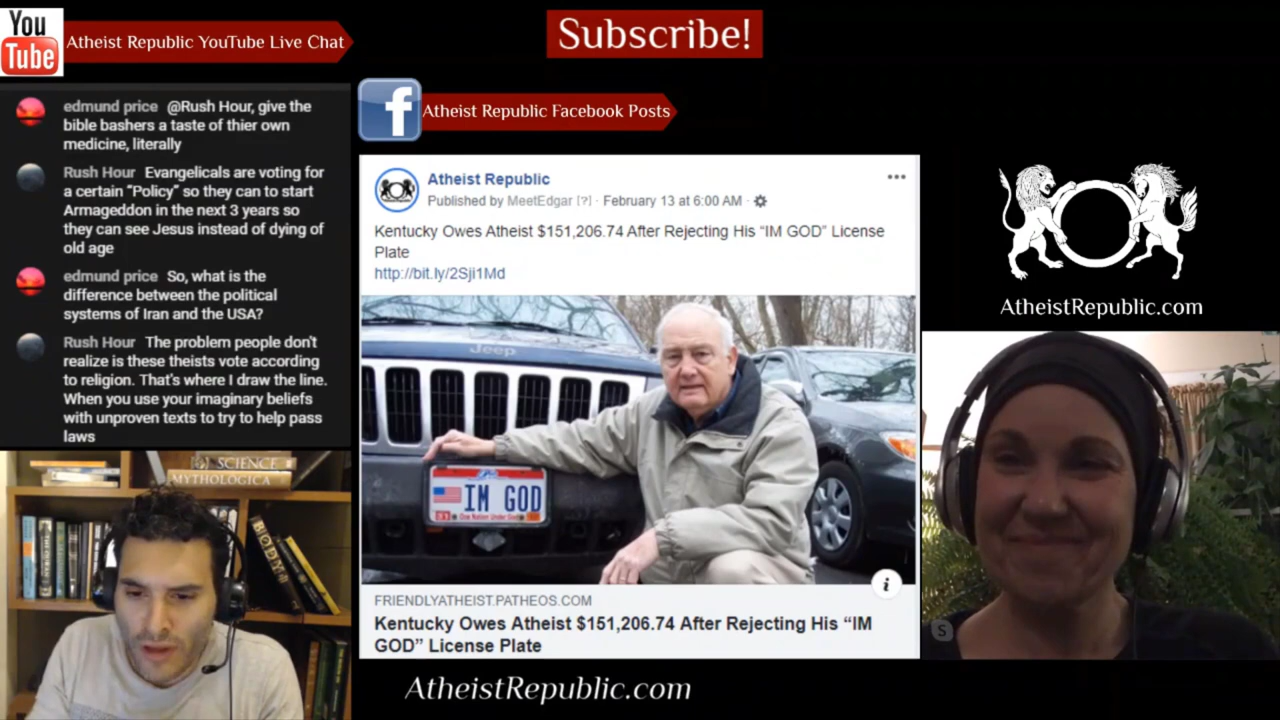 You
Tube
Atheist Republic YouTube Live Chat
Subscribe!
edmund price @Rush Hour, give the
bible bashers a taste of thier own
medicine, literally
Rush Hour Evangelicals are voting for
a certain “Policy” so they can to start
Armageddon in the next 3 years so
they can see Jesus instead of dying of
old age
edmund price So, what is the
difference between the political
systems of Iran and the USA?
Rush Hour The problem people don't
realize is these theists vote according
to religion. That's where I draw the line.
When you use your imaginary beliefs
with unproven texts to try to help pass
laws
f
Atheist Republic Facebook Posts
Atheist Republic
Published by MeetEdgar [?] · February 13 at 6:00 AM ·
Kentucky Owes Atheist $151,206.74 After Rejecting His “IM GOD” License
Plate
http://bit.ly/2Sji1Md
Jeep
IM GOD
One Nation Under God
i
FRIENDLYATHEIST.PATHEOS.COM
Kentucky Owes Atheist $151,206.74 After Rejecting His “IM
GOD” License Plate
AtheistRepublic.com
AtheistRepublic.com
S
SCIENCE
MYTHOLOGICA
BODY